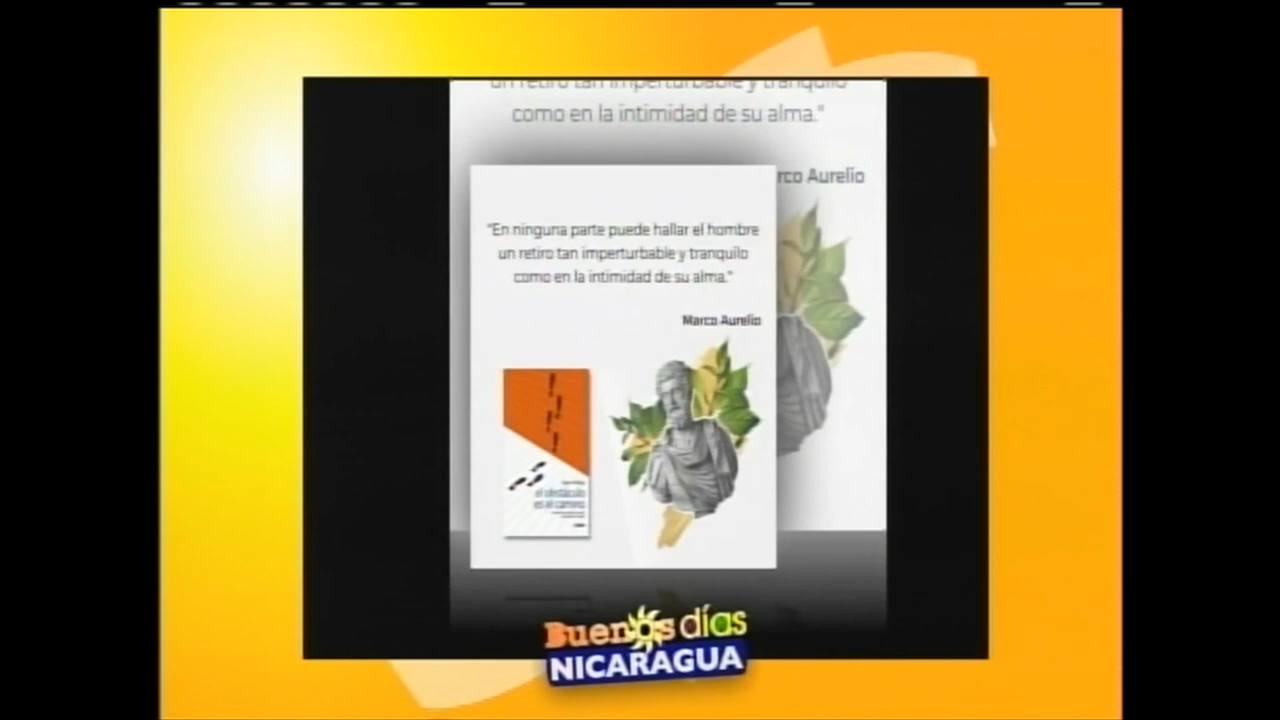 un retiro tan imperturbable y tranquilo
como en la intimidad de su alma."
rco Aurelio
"En ninguna parte puede hallar el hombre
un retiro tan imperturbable y tranquilo
como en la intimidad de su alma."
Marco Aurelio
el obstáculo
es el camino
Buenos días
NICARAGUA